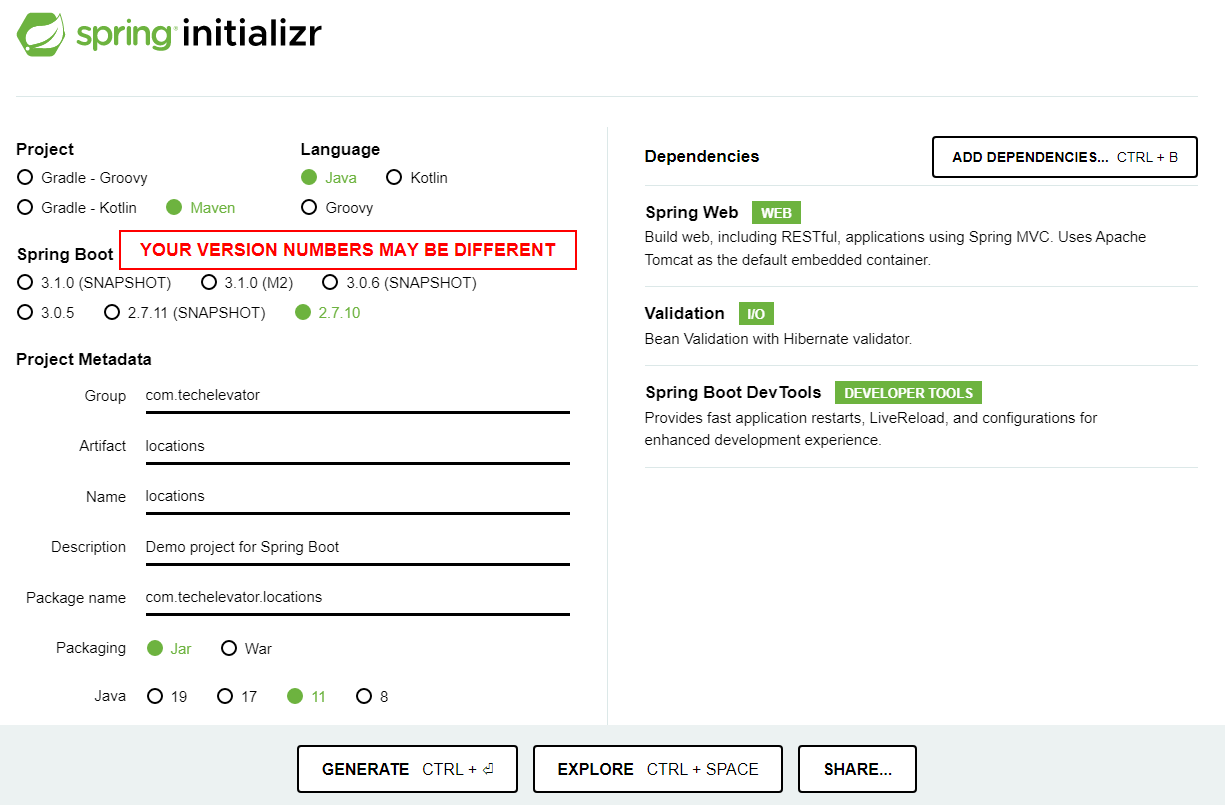 spring initializr
Project
Gradle - Groovy
Gradle - Kotlin Maven
Language
Java Kotlin
Groovy
Spring Boot YOUR VERSION NUMBERS MAY BE DIFFERENT
3.1.0 (SNAPSHOT) 3.1.0 (M2) 3.0.6 (SNAPSHOT)
3.0.5 2.7.11 (SNAPSHOT) 2.7.10
Project Metadata
Group com.techelevator
Artifact locations
Name locations
Description Demo project for Spring Boot
Package name com.techelevator.locations
Packaging Jar War
Java 19 17 11 8
Dependencies ADD DEPENDENCIES... CTRL + B
Spring Web WEB
Build web, including RESTful, applications using Spring MVC. Uses Apache
Tomcat as the default embedded container.
Validation I/O
Bean Validation with Hibernate validator.
Spring Boot DevTools DEVELOPER TOOLS
Provides fast application restarts, LiveReload, and configurations for
enhanced development experience.
GENERATE CTRL + ⏎ EXPLORE CTRL + SPACE SHARE...